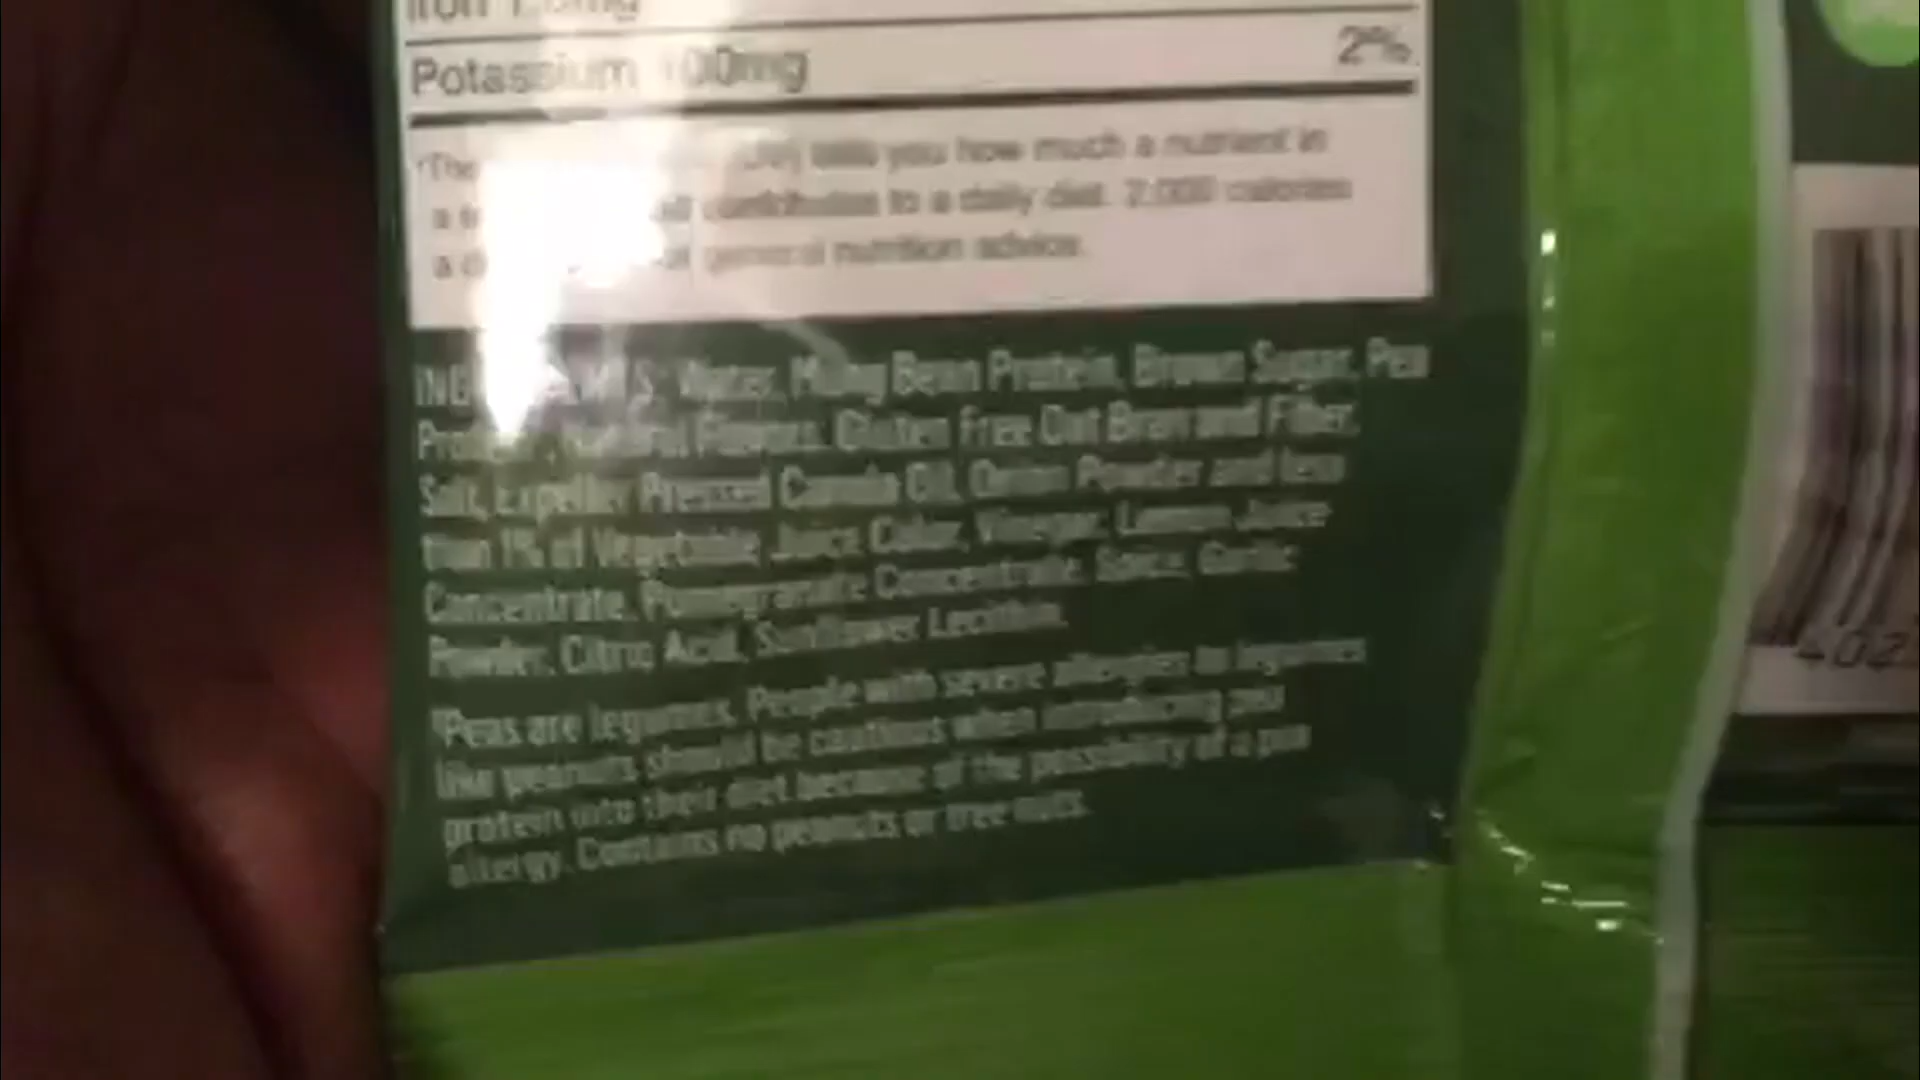 Iron 1.3mg
Potassium 100mg 2%
*The you how much a nutrient in
a contributes to a daily diet. 2,000 calories
a general nutrition advice.
Water, Mung Bean Protein, Brown Sugar, Pea
Natural Flavors, Gluten Free Oat Bran and Fiber,
Salt, Expeller Pressed Canola Oil, Onion Powder and less
than 1% of Vegetable Juice Color, Vinegar, Lemon Juice
Concentrate, Pomegranate Concentrate, Spice, Garlic
Powder, Citric Acid, Sunflower Lecithin.
Peas are legumes. People with severe allergies to legumes
like peanuts should be cautious when introducing pea
protein into their diet because of the possibility of a pea
allergy. Contains no peanuts or tree nuts.
402